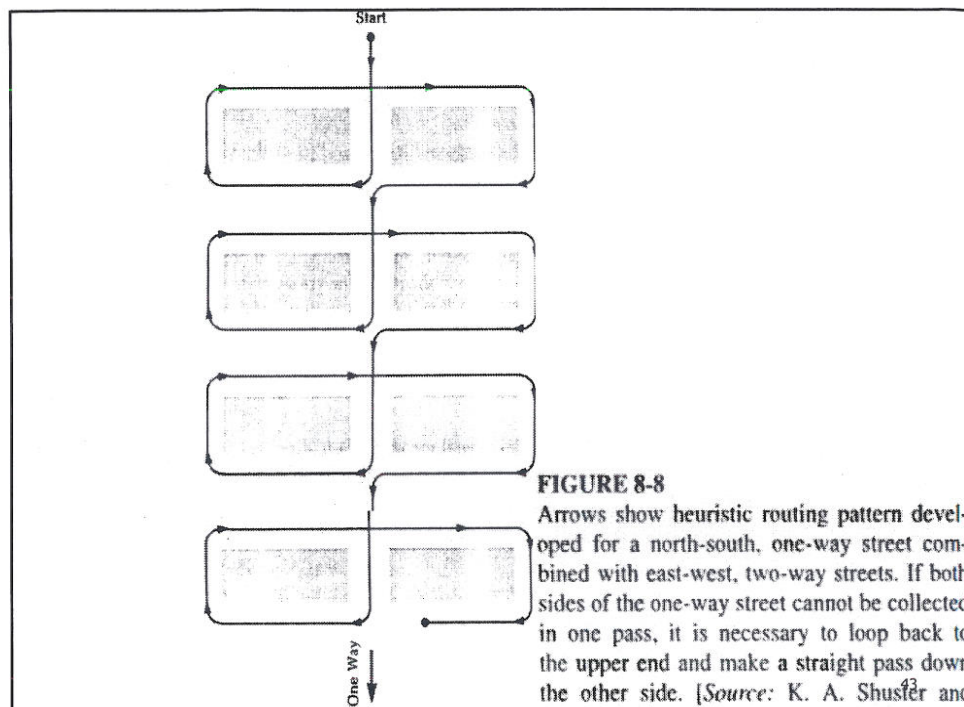 Start
FIGURE 8-8
Arrows show heuristic routing pattern devel-
oped for a north-south, one-way street com-
bined with east-west, two-way streets. If both
sides of the one-way street cannot be collected
in one pass, it is necessary to loop back to
the upper end and make a straight pass down
the other side. [Source: K. A. Shuster and
43
One Way